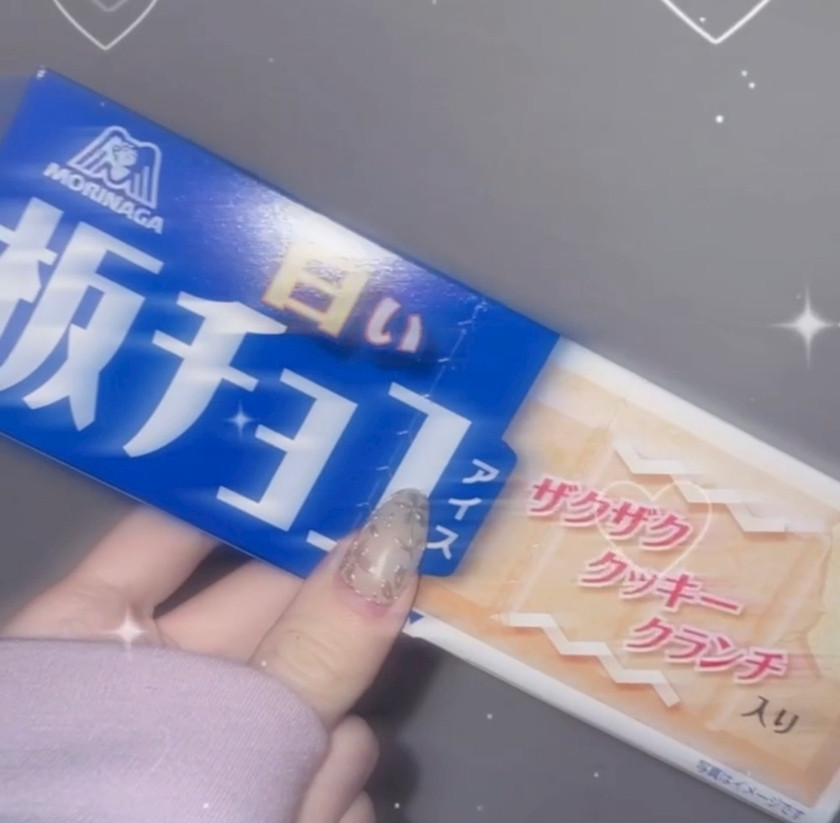 MORINAGA
白い
板チョコ
アイス
ザクザク
クッキー
クランチ
入り
写真はイメージです